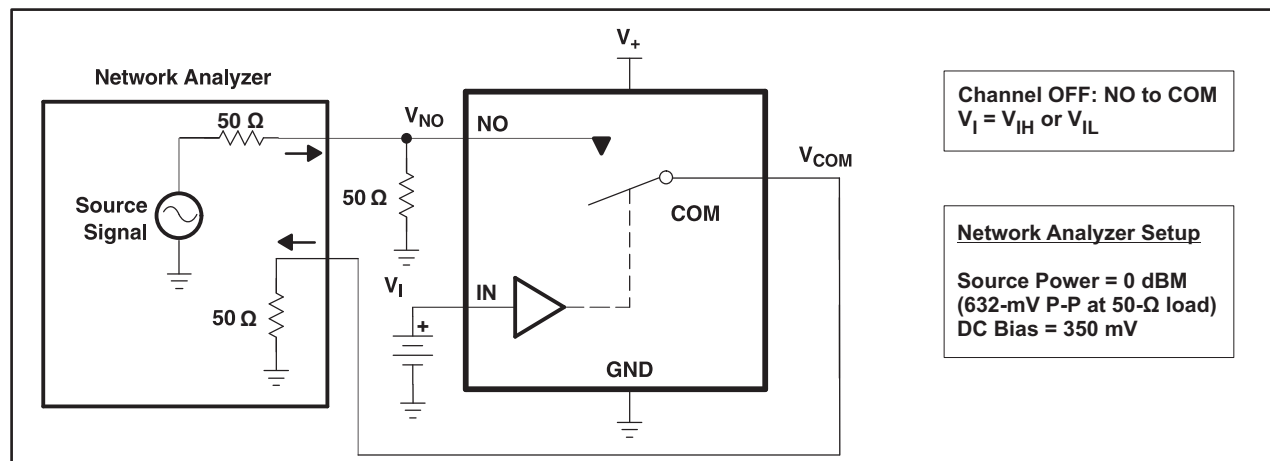 V+
Network Analyzer
50 Ω
VNO
NO
Channel OFF: NO to COM
VI = VIH or VIL
VCOM
Source
Signal
50 Ω
COM
Network Analyzer Setup
Source Power = 0 dBM
(632-mV P-P at 50-Ω load)
DC Bias = 350 mV
VI
IN
50 Ω
+
GND